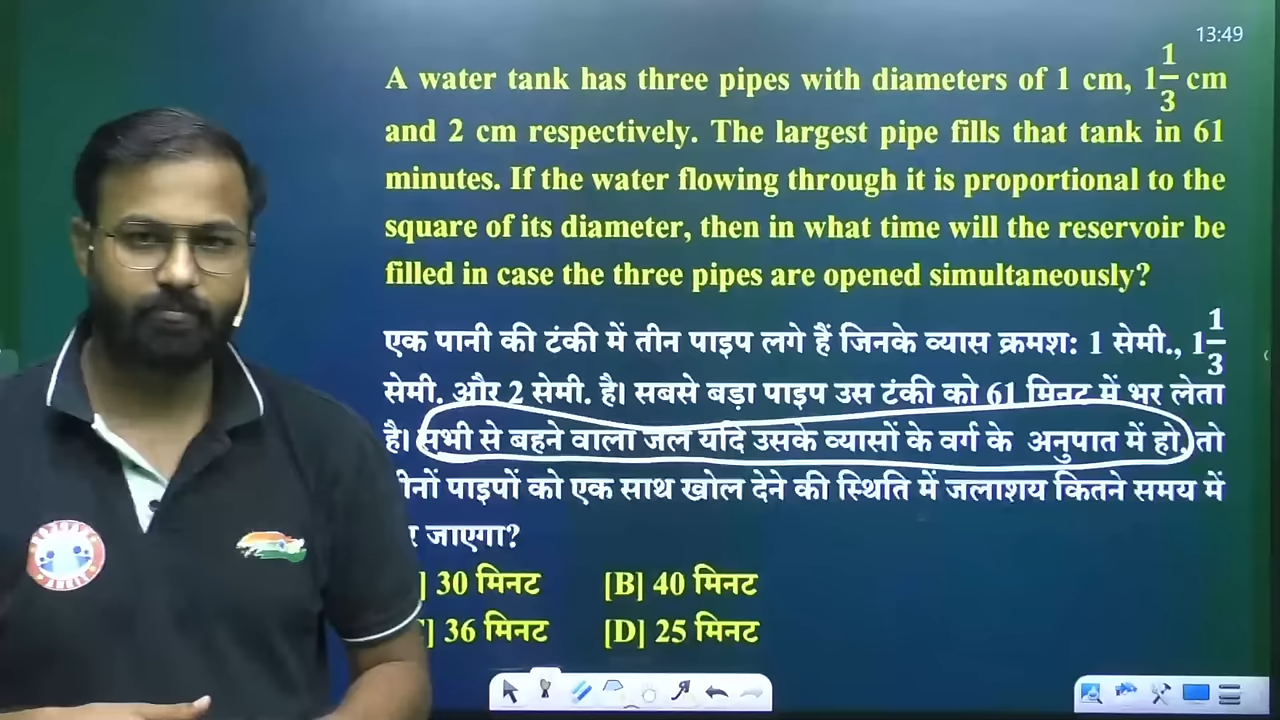 13:49
A water tank has three pipes with diameters of 1 cm, 1 1/3 cm
and 2 cm respectively. The largest pipe fills that tank in 61
minutes. If the water flowing through it is proportional to the
square of its diameter, then in what time will the reservoir be
filled in case the three pipes are opened simultaneously?
एक पानी की टंकी में तीन पाइप लगे हैं जिनके व्यास क्रमश: 1 सेमी., 1 1/3
सेमी. और 2 सेमी. है। सबसे बड़ा पाइप उस टंकी को 61 मिनट में भर लेता
है। सभी से बहने वाला जल यदि उसके व्यासों के वर्ग के अनुपात में हो, तो
पाइपों को एक साथ खोल देने की स्थिति में जलाशय कितने समय में
जाएगा?
] 30 मिनट [B] 40 मिनट
] 36 मिनट [D] 25 मिनट